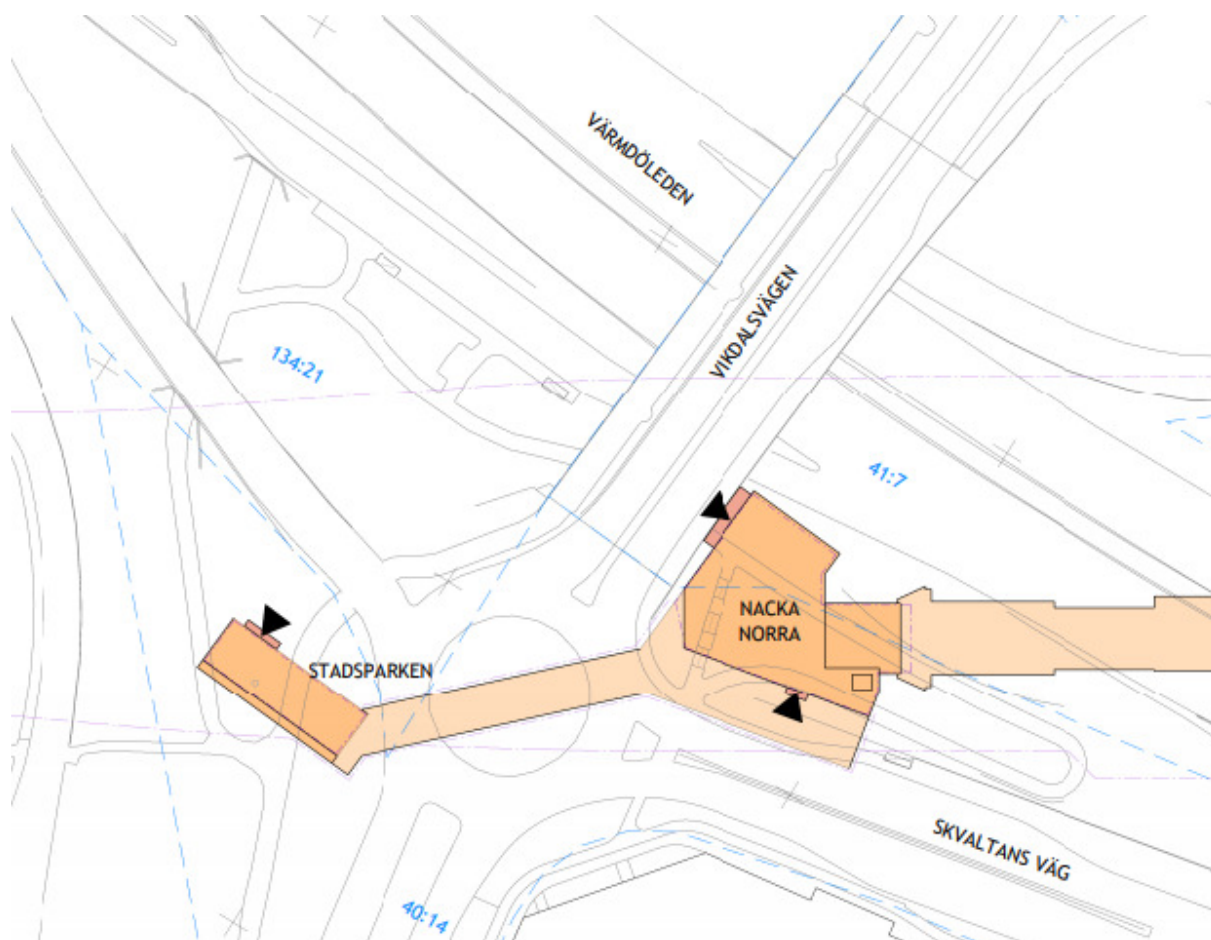 VÄRMDÖLEDEN
VIKDALSVÄGEN
134:21
41:7
NACKA
NORRA
STADSPARKEN
SKVALTANS VÄG
40:14